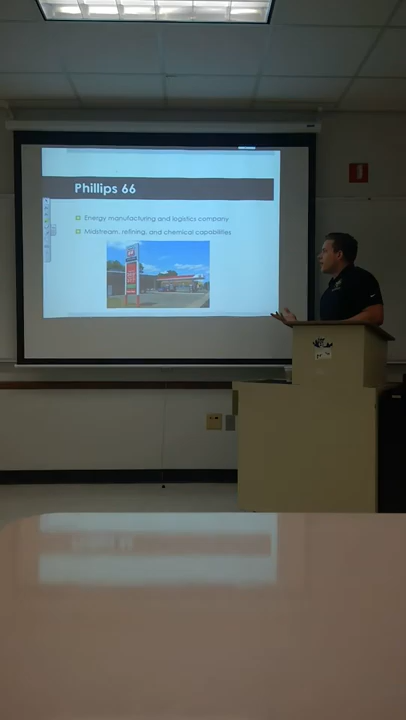 Phillips 66
Energy manufacturing and logistics company
Midstream, refining, and chemical capabilities